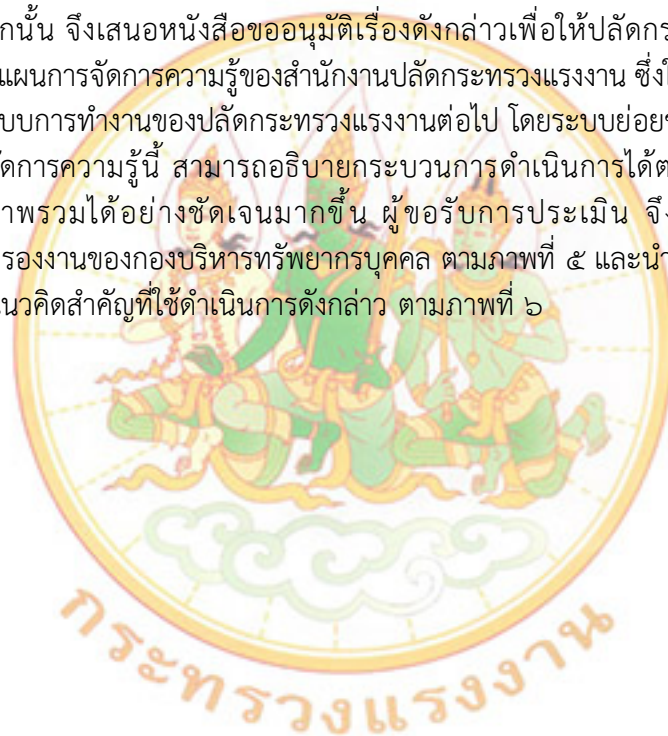 กนั้น จึงเสนอหนังสือขออนุมัติเรื่องดังกล่าวเพื่อให้ปลัดกร
แผนการจัดการความรู้ของสำนักงานปลัดกระทรวงแรงงาน ซึ่งใ
บบการทำงานของปลัดกระทรวงแรงงานต่อไป โดยระบบย่อยข
ัดการความรู้นี้ สามารถอธิบายกระบวนการดำเนินการได้ต
าพรวมได้อย่างชัดเจนมากขึ้น ผู้ขอรับการประเมิน จึง
รองงานของกองบริหารทรัพยากรบุคคล ตามภาพที่ ๕ และนำ
แนวคิดสำคัญที่ใช้ดำเนินการดังกล่าว ตามภาพที่ ๖
กระทรวงแรงงาน